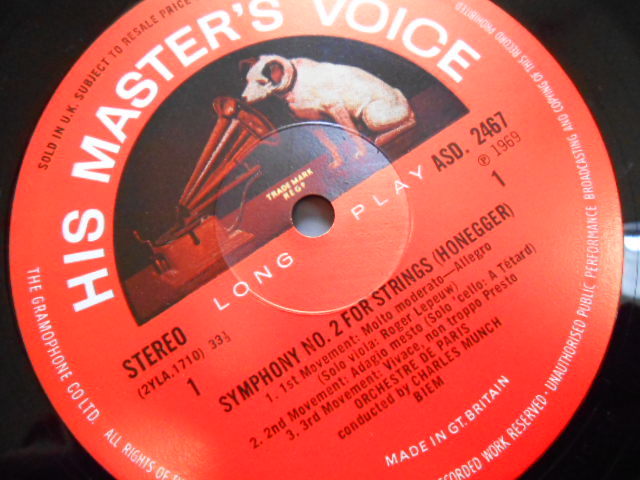 HIS MASTER'S VOICE
TRADE MARK
REGD
LONG PLAY
ASD. 2467
℗ 1969
1
STEREO
(2YLA.1710) 33⅓
1
SYMPHONY NO. 2 FOR STRINGS (HONEGGER)
1. 1st Movement: Molto moderato—Allegro
(Solo viola: Roger Lepeuw)
2. 2nd Movement: Adagio mesto (Solo 'cello: A Tétard)
3. 3rd Movement: Vivace, non troppo Presto
ORCHESTRE DE PARIS
conducted by CHARLES MUNCH
BIEM
MADE IN GT. BRITAIN
THE GRAMOPHONE CO LTD.
ALL RIGHTS OF
RECORDED WORK RESERVED · UNAUTHORISED PUBLIC PERFORMANCE BROADCASTING AND COPYING OF THIS RECORD PROHIBITED
SOLD IN U.K. SUBJECT TO RESALE PRICE